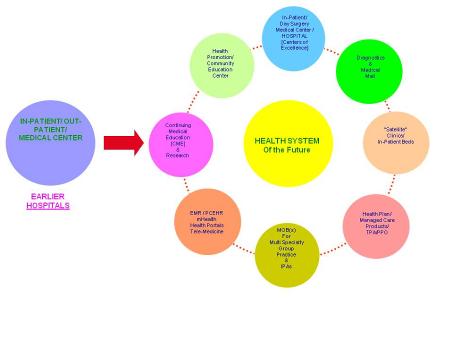 IN-PATIENT/OUT-
PATIENT/
MEDICAL CENTER
EARLIER
HOSPITALS
In-Patient/
Day Surgery
Medical Center /
HOSPITAL
[Centers of
Excellence]
Health
Promotion/
Community
Education
Center
Diagnostics
&
Medical
Mall
Continuing
Medical
Education
[CME]
&
Research
HEALTH SYSTEM
Of the Future
"Satellite"
Clinics/
In-Patient Beds
EMR / PCEHR
mHealth
Health Portals
Tele-Medicine
Health Plan/
Managed Care
Products/
TPA/PPO
MOB(x)
For
Multi Specialty
Group
Practice
&
IPAs